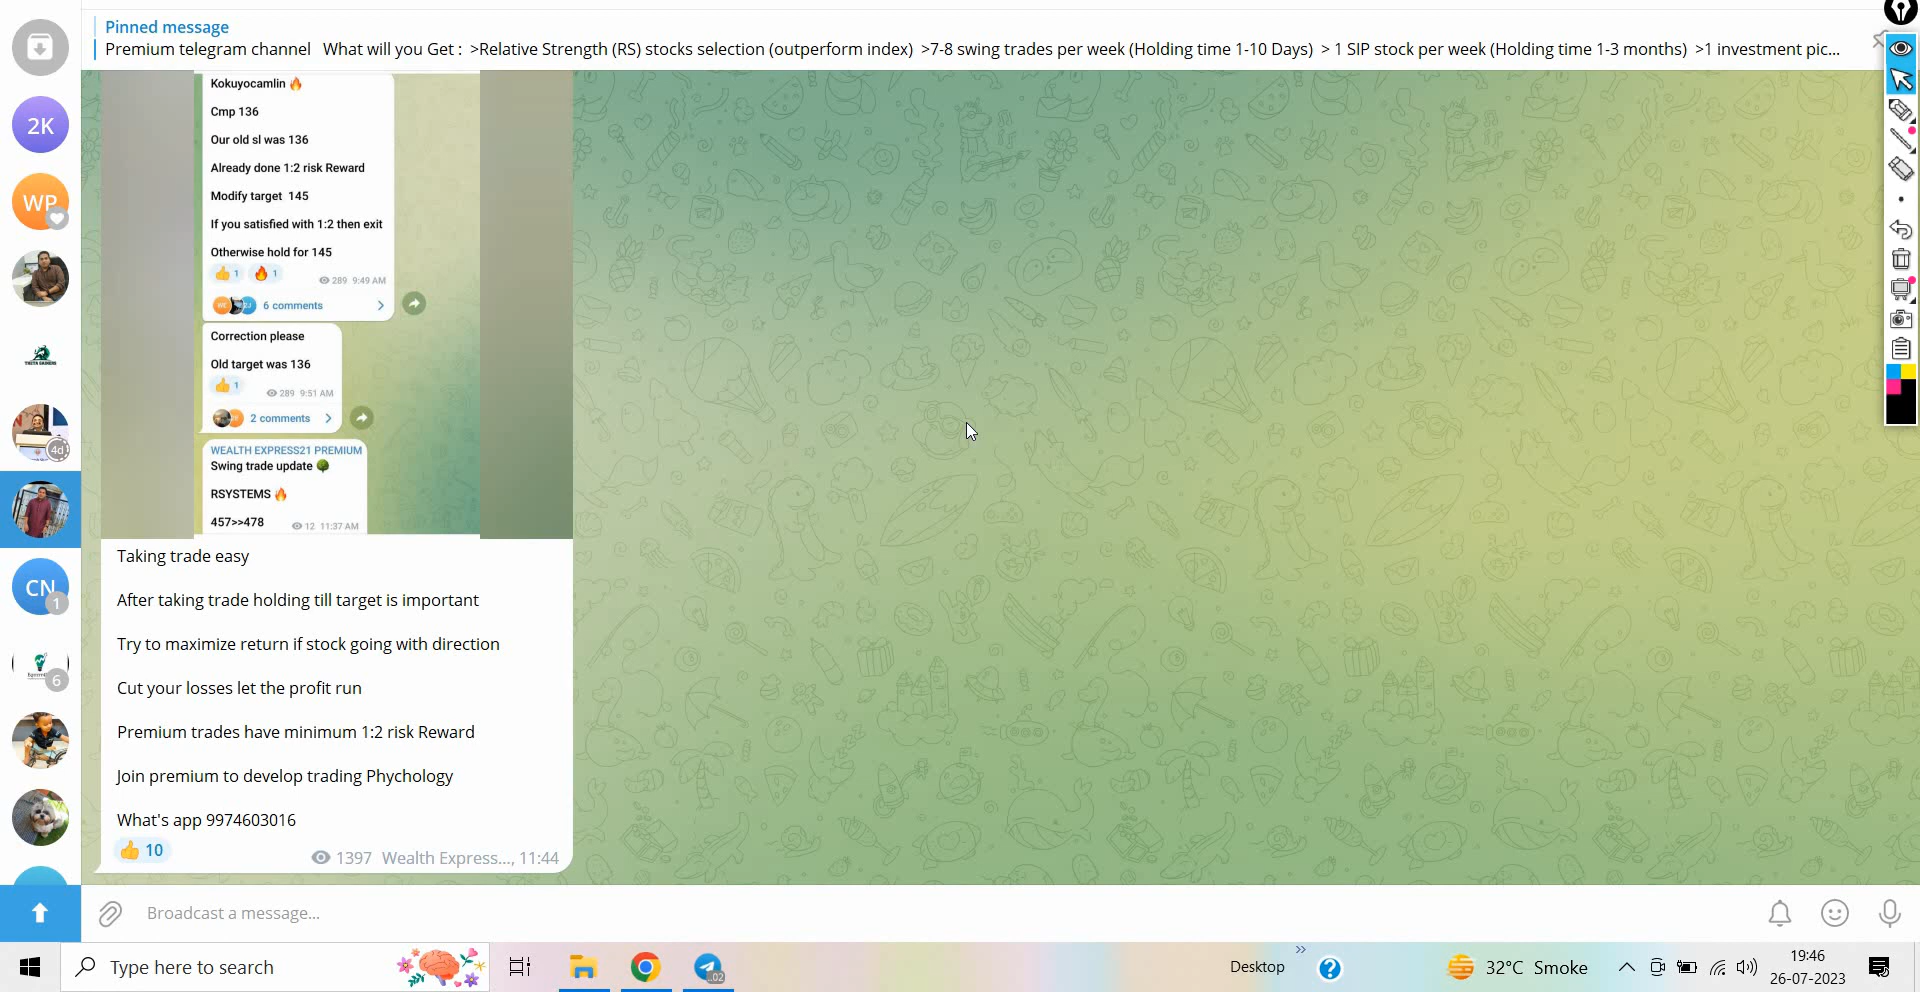 Pinned message
Premium telegram channel What will you Get : >Relative Strength (RS) stocks selection (outperform index) >7-8 swing trades per week (Holding time 1-10 Days) > 1 SIP stock per week (Holding time 1-3 months) >1 investment pic...
2K
WP
4d
CN
1
6
Kokuyocamlin 🔥
Cmp 136
Our old sl was 136
Already done 1:2 risk Reward
Modify target 145
If you satisfied with 1:2 then exit
Otherwise hold for 145
👍 1 🔥 1
289 9:49 AM
6 comments
Correction please
Old target was 136
👍 1
289 9:51 AM
2 comments
WEALTH EXPRESS21 PREMIUM
Swing trade update 🌳
RSYSTEMS 🔥
457>>478
12 11:37 AM
Taking trade easy
After taking trade holding till target is important
Try to maximize return if stock going with direction
Cut your losses let the profit run
Premium trades have minimum 1:2 risk Reward
Join premium to develop trading Phychology
What's app 9974603016
👍 10
1397 Wealth Express..., 11:44
Broadcast a message...
Type here to search
Desktop
32°C Smoke
19:46
26-07-2023